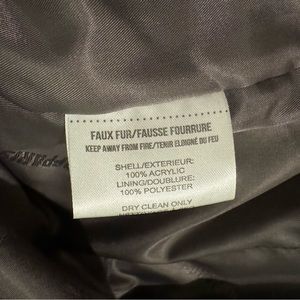 FAUX FUR/FAUSSE FOURRURE
KEEP AWAY FROM FIRE/TENIR ELOIGNÉ DU FEU
SHELL/EXTERIEUR:
100% ACRYLIC
LINING/DOUBLURE:
100% POLYESTER
DRY CLEAN ONLY